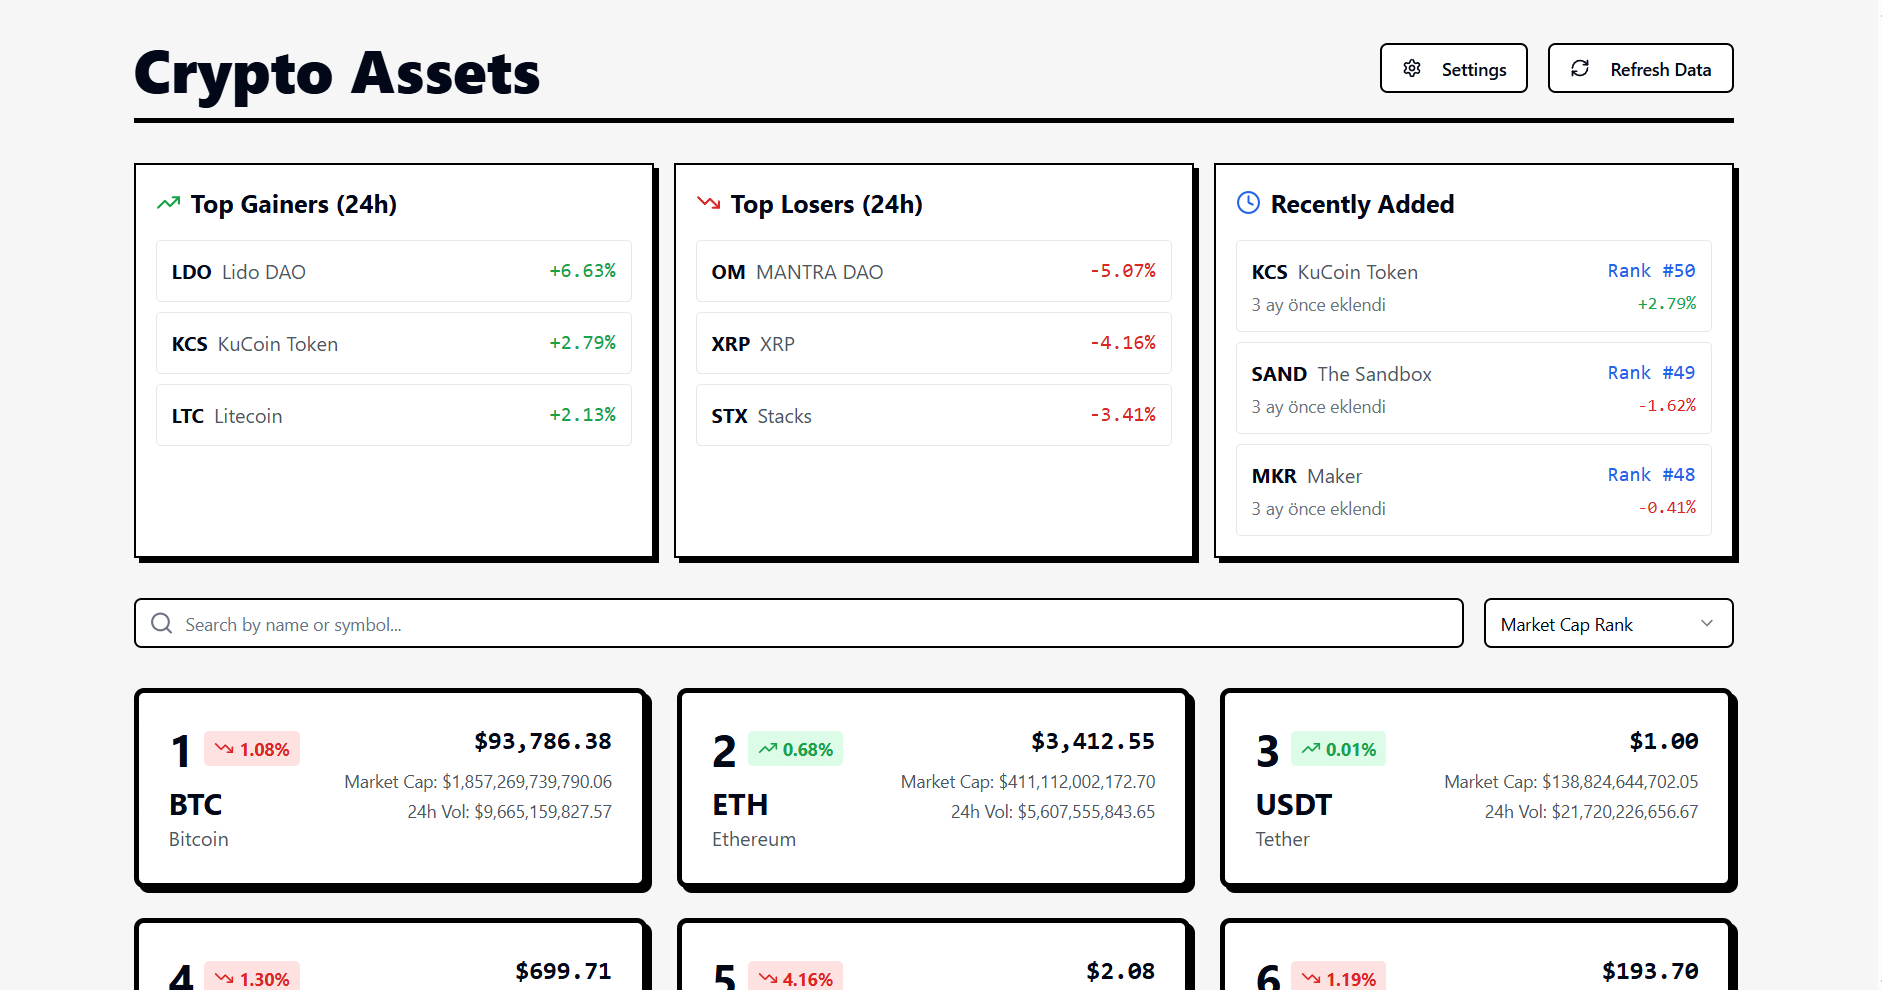 Crypto Assets
Settings
Refresh Data
Top Gainers (24h)
LDO Lido DAO +6.63%
KCS KuCoin Token +2.79%
LTC Litecoin +2.13%
Top Losers (24h)
OM MANTRA DAO -5.07%
XRP XRP -4.16%
STX Stacks -3.41%
Recently Added
KCS KuCoin Token Rank #50
3 ay önce eklendi +2.79%
SAND The Sandbox Rank #49
3 ay önce eklendi -1.62%
MKR Maker Rank #48
3 ay önce eklendi -0.41%
Search by name or symbol...
Market Cap Rank
1 1.08% $93,786.38
Market Cap: $1,857,269,739,790.06
BTC 24h Vol: $9,665,159,827.57
Bitcoin
2 0.68% $3,412.55
Market Cap: $411,112,002,172.70
ETH 24h Vol: $5,607,555,843.65
Ethereum
3 0.01% $1.00
Market Cap: $138,824,644,702.05
USDT 24h Vol: $21,720,226,656.67
Tether
4 1.30% $699.71
5 4.16% $2.08
6 1.19% $193.70